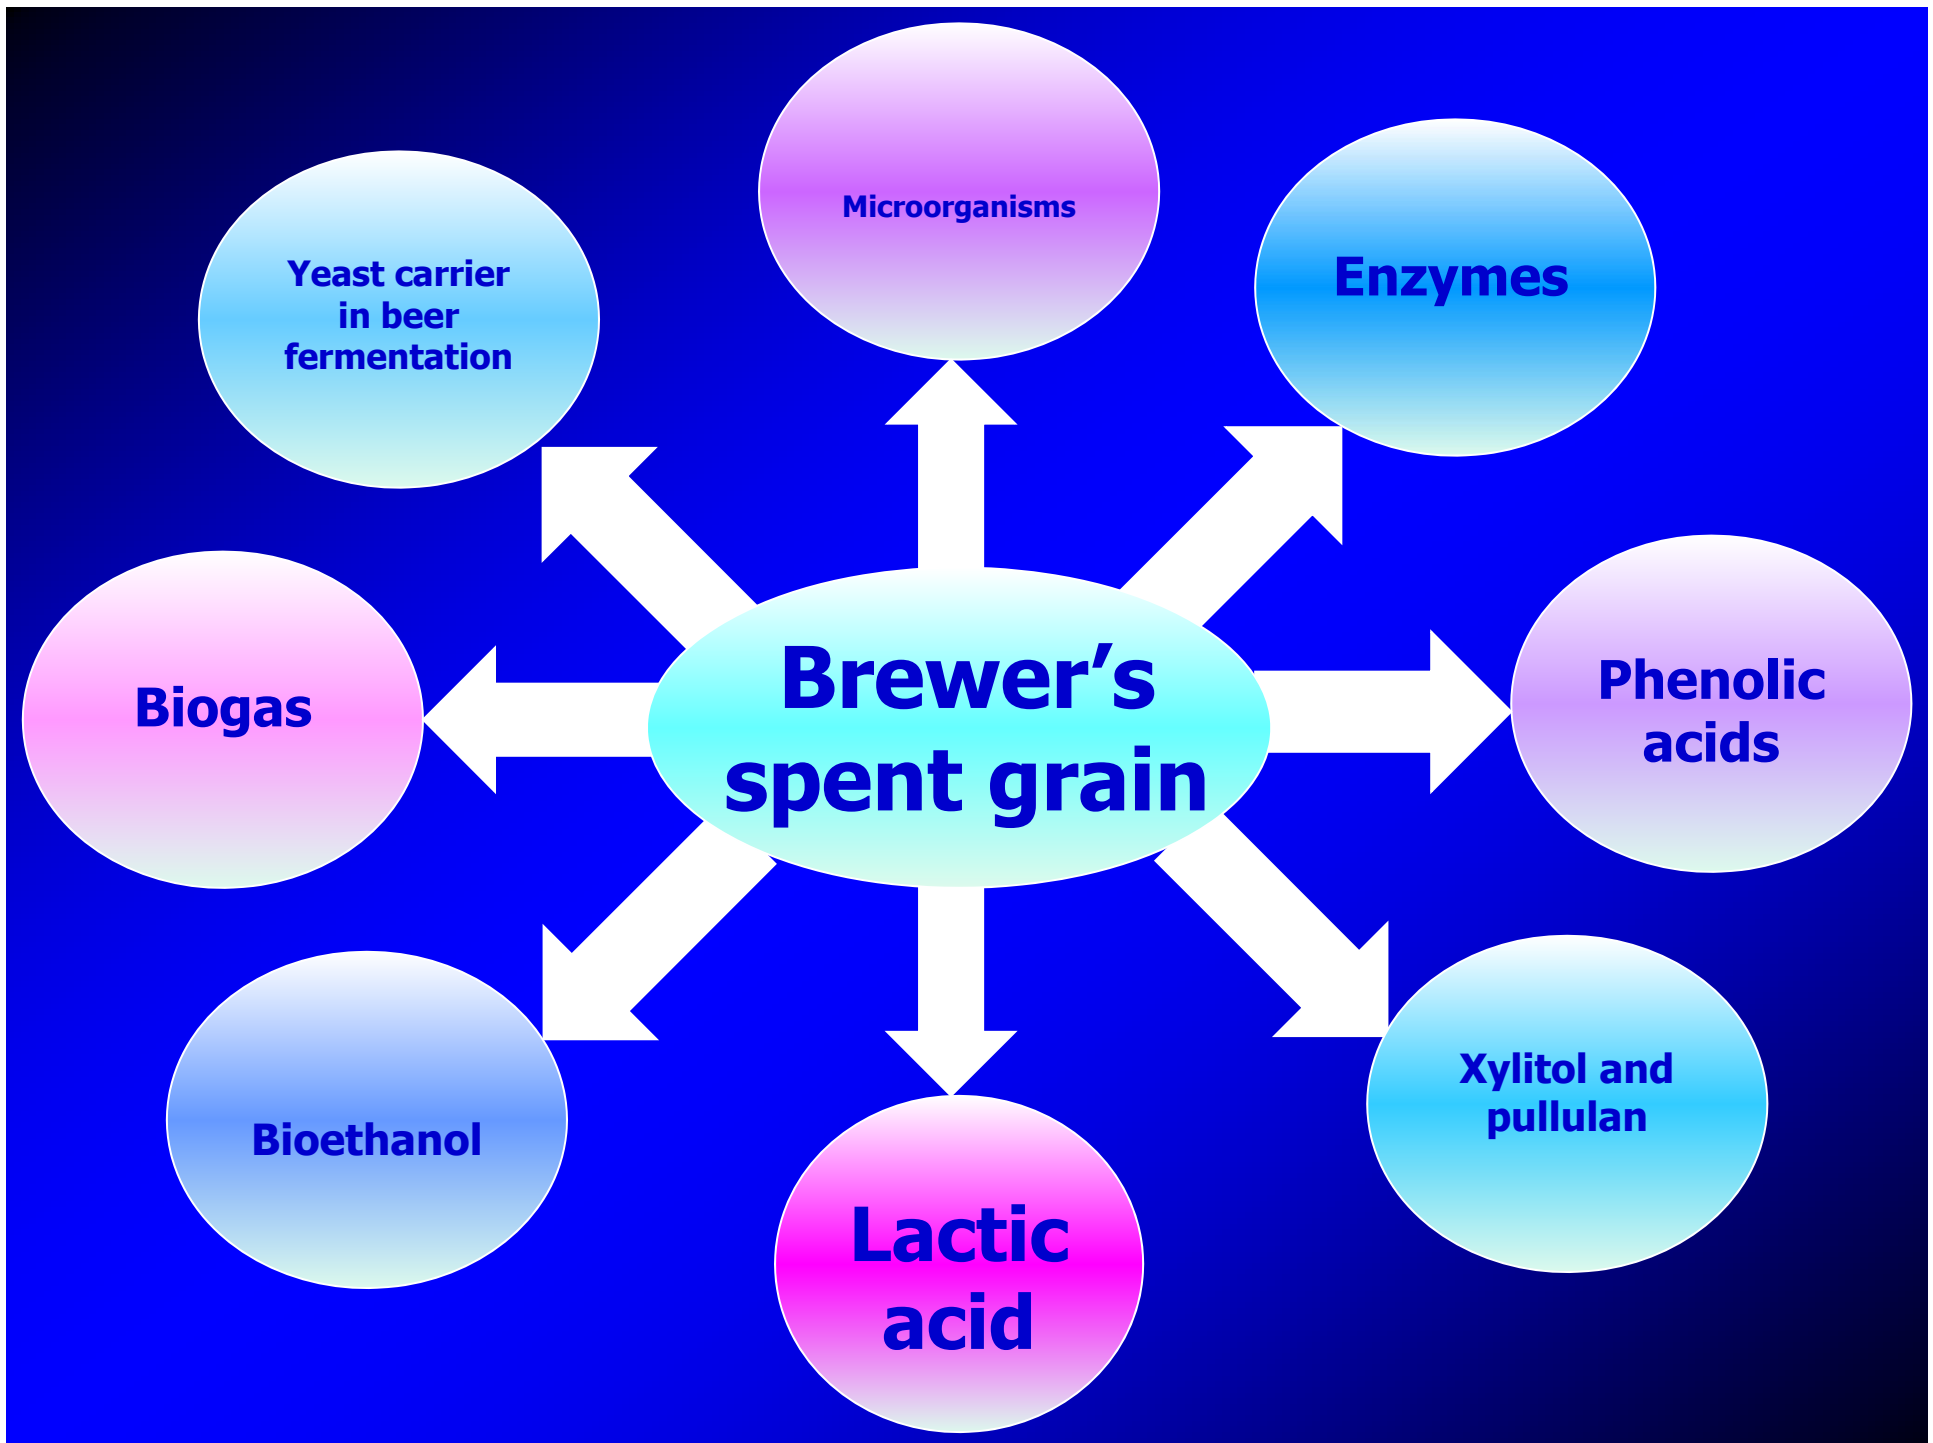 Microorganisms
Enzymes
Yeast carrier
in beer
fermentation
Brewer’s
spent grain
Phenolic
acids
Biogas
Xylitol and
pullulan
Bioethanol
Lactic
acid